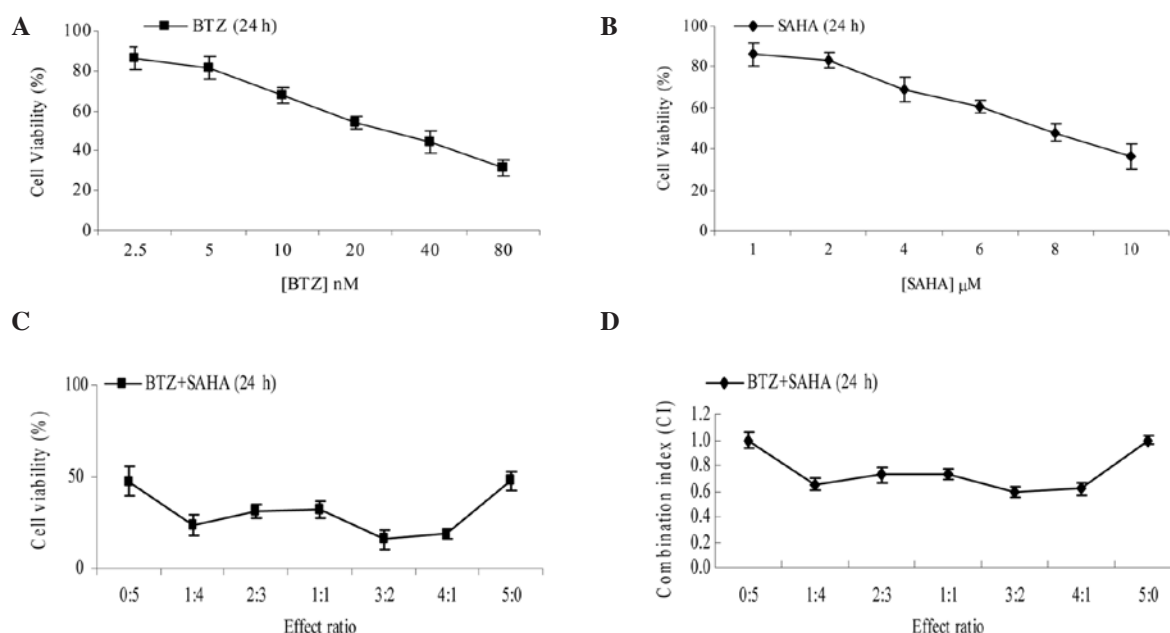 A
BTZ (24 h)
Cell Viability (%)
100
80
60
40
20
0
2.5 5 10 20 40 80
[BTZ] nM
B
SAHA (24 h)
Cell Viability (%)
100
80
60
40
20
0
1 2 4 6 8 10
[SAHA] μM
C
BTZ+SAHA (24 h)
Cell viability (%)
100
50
0
0:5 1:4 2:3 1:1 3:2 4:1 5:0
Effect ratio
D
BTZ+SAHA (24 h)
Combination index (CI)
1.2
1.0
0.8
0.6
0.4
0.2
0.0
0:5 1:4 2:3 1:1 3:2 4:1 5:0
Effect ratio